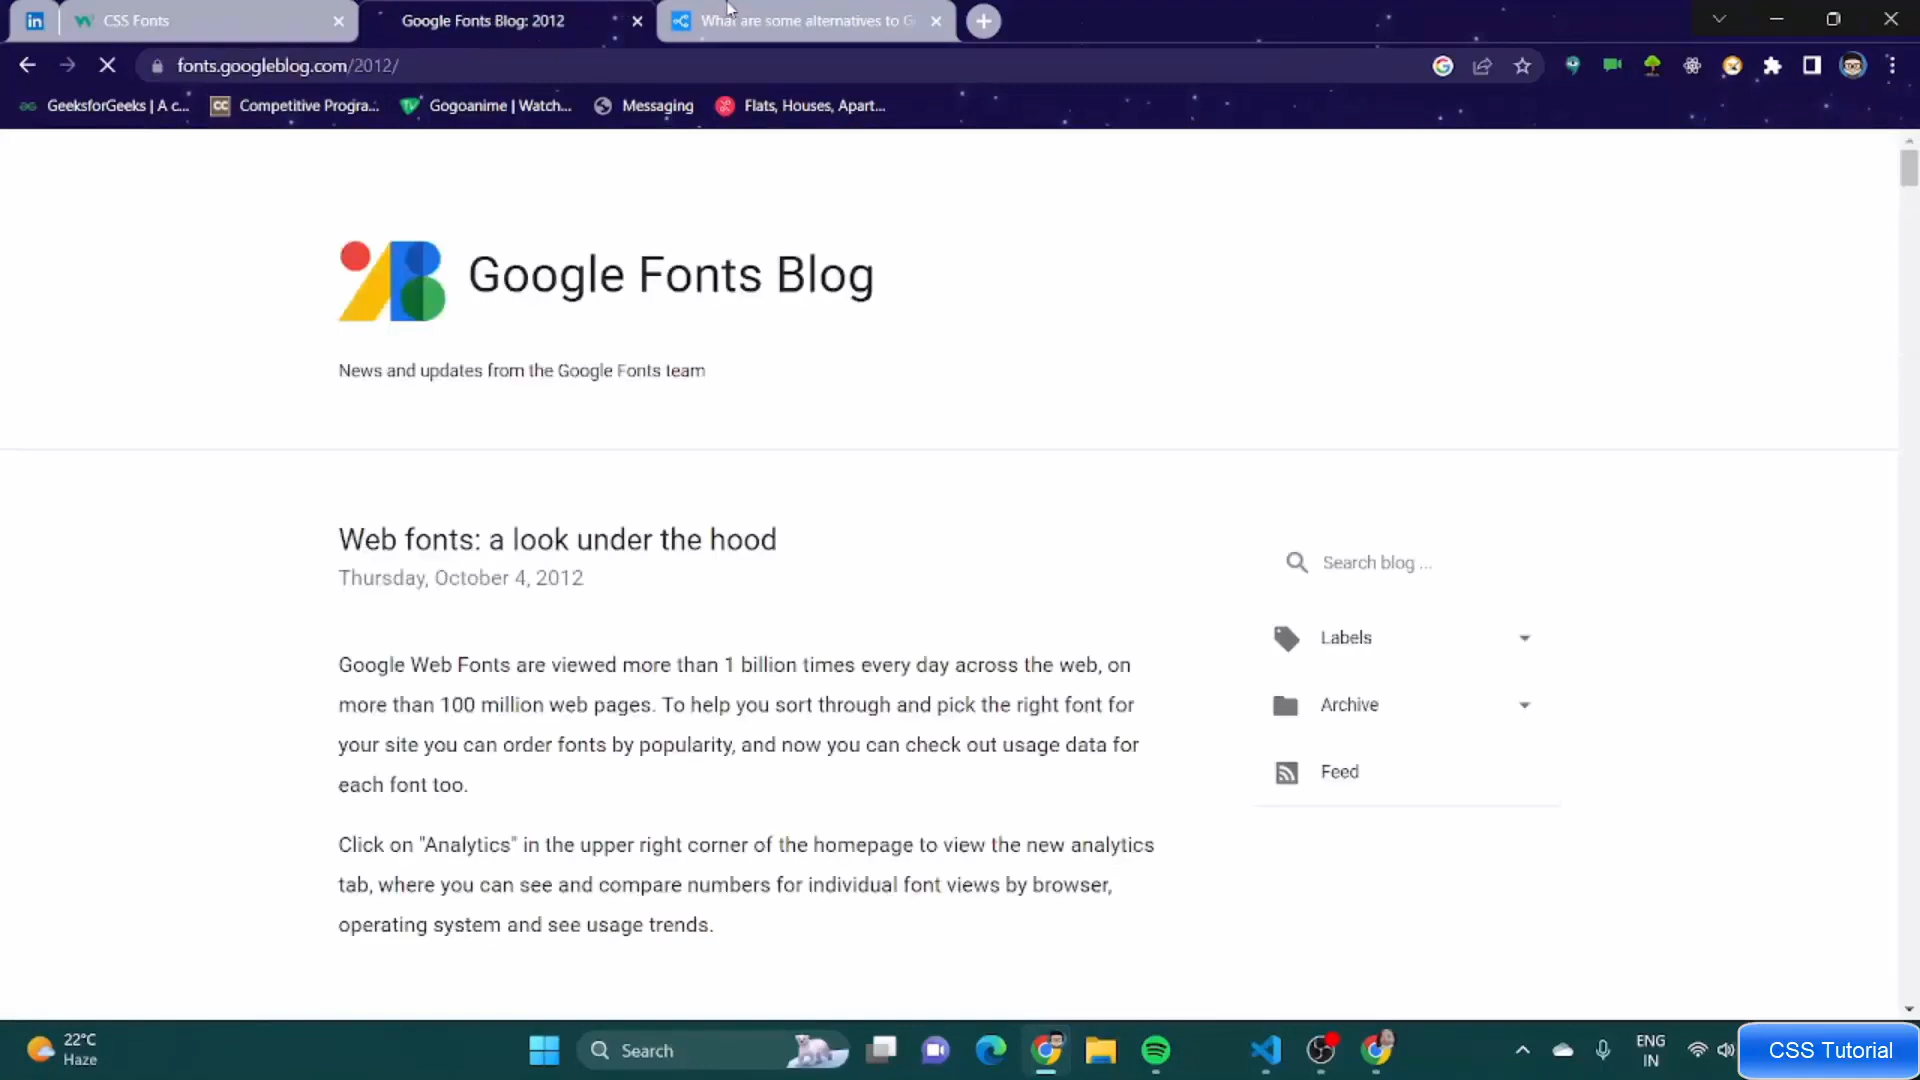 CSS Fonts
Google Fonts Blog: 2012
What are some alternatives to G
fonts.googleblog.com/2012/
GeeksforGeeks | A c...
Competitive Progra...
Gogoanime | Watch...
Messaging
Flats, Houses, Apart...
Google Fonts Blog
News and updates from the Google Fonts team
Web fonts: a look under the hood
Thursday, October 4, 2012
Search blog ...
Labels
Archive
Feed
Google Web Fonts are viewed more than 1 billion times every day across the web, on
more than 100 million web pages. To help you sort through and pick the right font for
your site you can order fonts by popularity, and now you can check out usage data for
each font too.
Click on "Analytics" in the upper right corner of the homepage to view the new analytics
tab, where you can see and compare numbers for individual font views by browser,
operating system and see usage trends.
22°C
Haze
Search
ENG
IN
CSS Tutorial